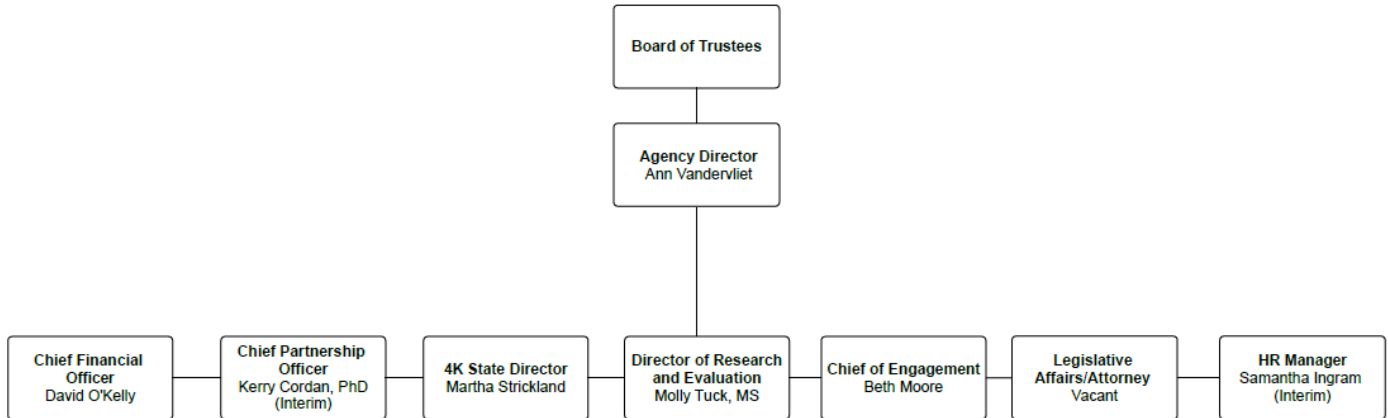 Board of Trustees
Agency Director
Ann Vandervliet
Chief Financial
Officer
David O'Kelly
Chief Partnership
Officer
Kerry Cordan, PhD
(Interim)
4K State Director
Martha Strickland
Director of Research
and Evaluation
Molly Tuck, MS
Chief of Engagement
Beth Moore
Legislative
Affairs/Attorney
Vacant
HR Manager
Samantha Ingram
(Interim)